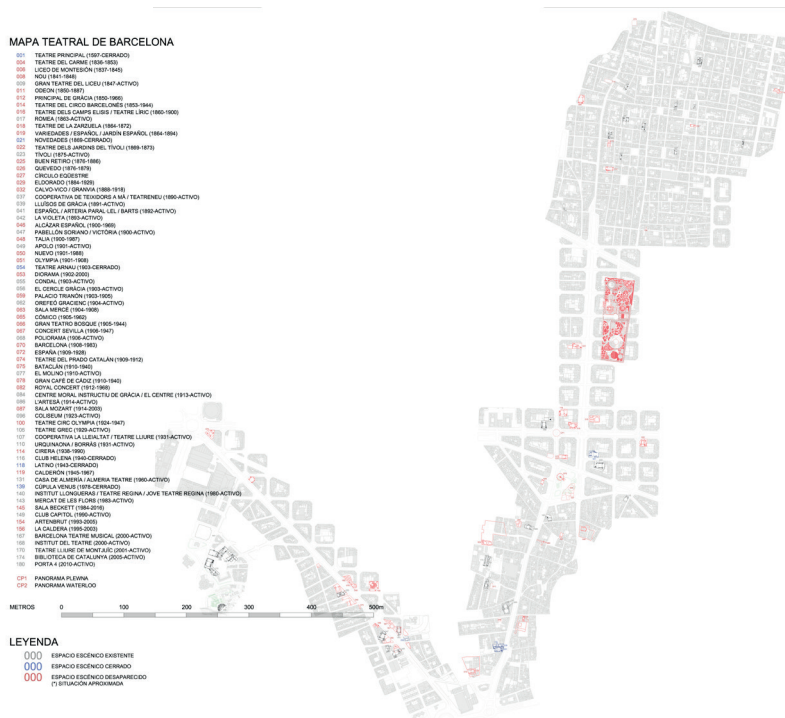 MAPA TEATRAL DE BARCELONA
001 TEATRE PRINCIPAL (1597-CERRADO)
004 TEATRE DEL CARME (1836-1853)
006 LICEO DE MONTESIÓN (1837-1845)
008 NOU (1841-1848)
009 GRAN TEATRE DEL LICEU (1847-ACTIVO)
011 ODEÓN (1850-1887)
012 PRINCIPAL DE GRÀCIA (1850-1966)
014 TEATRE DEL CIRCO BARCELONÉS (1853-1944)
016 TEATRE DELS CAMPS ELISIS / TEATRE LÍRIC (1860-1900)
017 ROMEA (1863-ACTIVO)
018 TEATRE DE LA ZARZUELA (1864-1872)
019 VARIEDADES / ESPAÑOL / JARDÍN ESPAÑOL (1864-1894)
021 NOVEDADES (1869-CERRADO)
022 TEATRE DELS JARDINS DEL TÍVOLI (1869-1873)
023 TÍVOLI (1875-ACTIVO)
025 BUEN RETIRO (1876-1886)
026 QUEVEDO (1876-1879)
027 CÍRCULO EQÜESTRE
029 ELDORADO (1884-1929)
032 CALVO-VICO / GRANVIA (1888-1918)
037 COOPERATIVA DE TEIXIDORS A MÀ / TEATRENEU (1890-ACTIVO)
039 LLUÏSOS DE GRÀCIA (1891-ACTIVO)
041 ESPAÑOL / ARTERIA PARAL·LEL / BARTS (1892-ACTIVO)
042 LA VIOLETA (1893-ACTIVO)
046 ALCÁZAR ESPAÑOL (1900-1969)
047 PABELLÓN SORIANO / VICTÒRIA (1900-ACTIVO)
048 TALIA (1900-1987)
049 APOLO (1901-ACTIVO)
050 NUEVO (1901-1988)
051 OLYMPIA (1901-1908)
054 TEATRE ARNAU (1903-CERRADO)
053 DIORAMA (1902-2000)
055 CONDAL (1903-ACTIVO)
056 EL CERCLE GRÀCIA (1903-ACTIVO)
059 PALACIO TRIANÓN (1903-1905)
062 OREFEÓ GRACIENC (1904-ACTIVO)
063 SALA MERCÈ (1904-1908)
065 CÓMICO (1905-1962)
066 GRAN TEATRO BOSQUE (1905-1944)
067 CONCERT SEVILLA (1906-1947)
068 POLIORAMA (1906-ACTIVO)
070 BARCELONA (1908-1983)
072 ESPAÑA (1909-1928)
074 TEATRE DEL PRADO CATALÁN (1909-1912)
075 BATACLÁN (1910-1940)
077 EL MOLINO (1910-ACTIVO)
079 GRAN CAFÉ DE CÁDIZ (1910-1940)
082 ROYAL CONCERT (1912-1968)
084 CENTRE MORAL INSTRUCTIU DE GRÀCIA / EL CENTRE (1913-ACTIVO)
086 L'ARTESÀ (1914-ACTIVO)
087 SALA MOZART (1914-2003)
098 COLISEUM (1923-ACTIVO)
100 TEATRE CIRC OLYMPIA (1924-1947)
105 TEATRE GREC (1929-ACTIVO)
107 COOPERATIVA LA LLEIALTAT / TEATRE LLIURE (1931-ACTIVO)
110 URQUINAONA / BORRÀS (1931-ACTIVO)
114 CIRERA (1938-1990)
116 CLUB HELENA (1940-CERRADO)
118 LATINO (1943-CERRADO)
119 CALDERÓN (1945-1967)
131 CASA DE ALMERÍA / ALMERIA TEATRE (1960-ACTIVO)
139 CÚPULA VENUS (1978-CERRADO)
140 INSTITUT LLONGUERAS / TEATRE REGINA / JOVE TEATRE REGINA (1980-ACTIVO)
143 MERCAT DE LES FLORS (1983-ACTIVO)
145 SALA BECKETT (1984-2016)
149 CLUB CAPITOL (1990-ACTIVO)
154 ARTENBRUT (1993-2005)
156 LA CALDERA (1995-2003)
167 BARCELONA TEATRE MUSICAL (2000-ACTIVO)
168 INSTITUT DEL TEATRE (2000-ACTIVO)
170 TEATRE LLIURE DE MONTJUÏC (2001-ACTIVO)
174 BIBLIOTECA DE CATALUNYA (2005-ACTIVO)
190 PORTA 4 (2010-ACTIVO)
CP1 PANORAMA PLEWNA
CP2 PANORAMA WATERLOO
METROS 0 100 200 300 400 500m
LEYENDA
000 ESPACIO ESCÉNICO EXISTENTE
000 ESPACIO ESCÉNICO CERRADO
000 ESPACIO ESCÉNICO DESAPARECIDO
(*) SITUACIÓN APROXIMADA